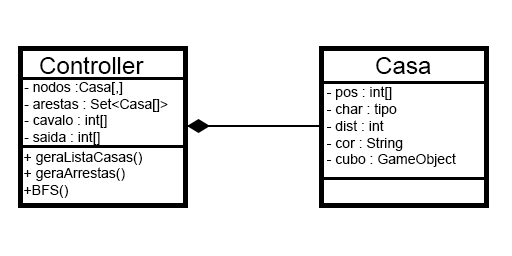 Controller
- nodos :Casa[,]
- arestas : Set<Casa[]>
- cavalo : int[]
- saida : int[]
+ geraListaCasas()
+ geraArrestas()
+BFS()
Casa
- pos : int[]
- char : tipo
- dist : int
- cor : String
- cubo : GameObject